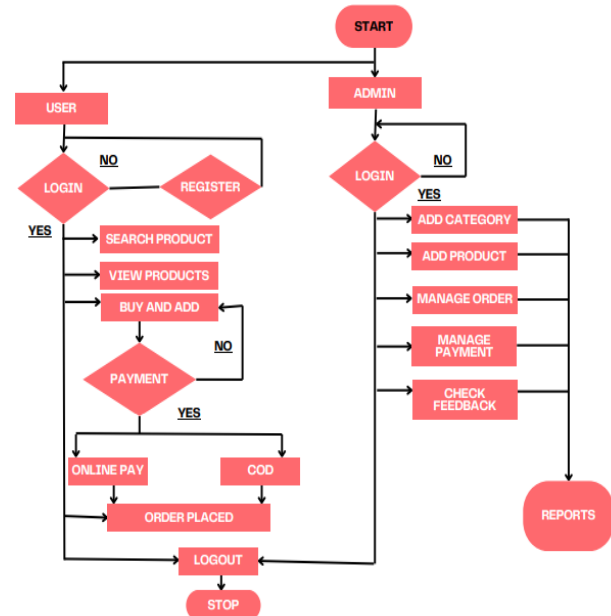 START
USER
ADMIN
NO
NO
LOGIN
REGISTER
LOGIN
YES
YES
SEARCH PRODUCT
ADD CATEGORY
VIEW PRODUCTS
ADD PRODUCT
BUY AND ADD
MANAGE ORDER
NO
MANAGE
PAYMENT
PAYMENT
CHECK
FEEDBACK
YES
ONLINE PAY
COD
ORDER PLACED
REPORTS
LOGOUT
STOP